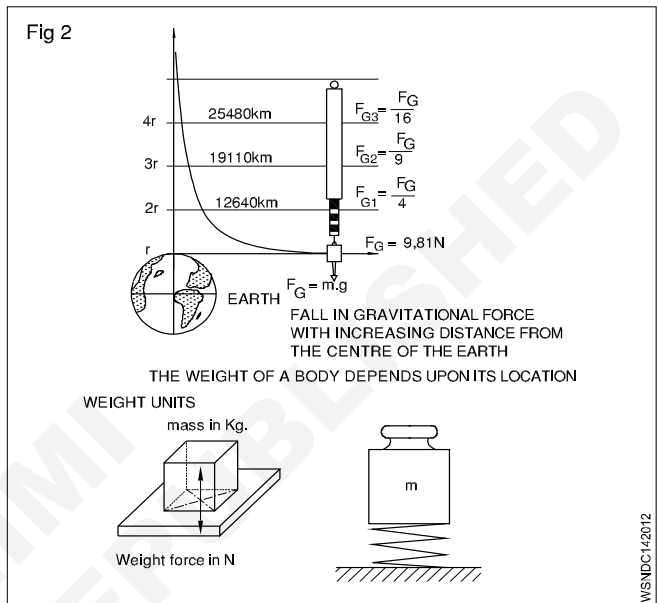 Fig 2
4r 25480km F_G3 = F_G/16
3r 19110km F_G2 = F_G/9
2r 12640km F_G1 = F_G/4
r F_G = 9,81N
EARTH F_G = m.g
FALL IN GRAVITATIONAL FORCE
WITH INCREASING DISTANCE FROM
THE CENTRE OF THE EARTH
THE WEIGHT OF A BODY DEPENDS UPON ITS LOCATION
WEIGHT UNITS
mass in Kg.
m
Weight force in N
WSNDC142012